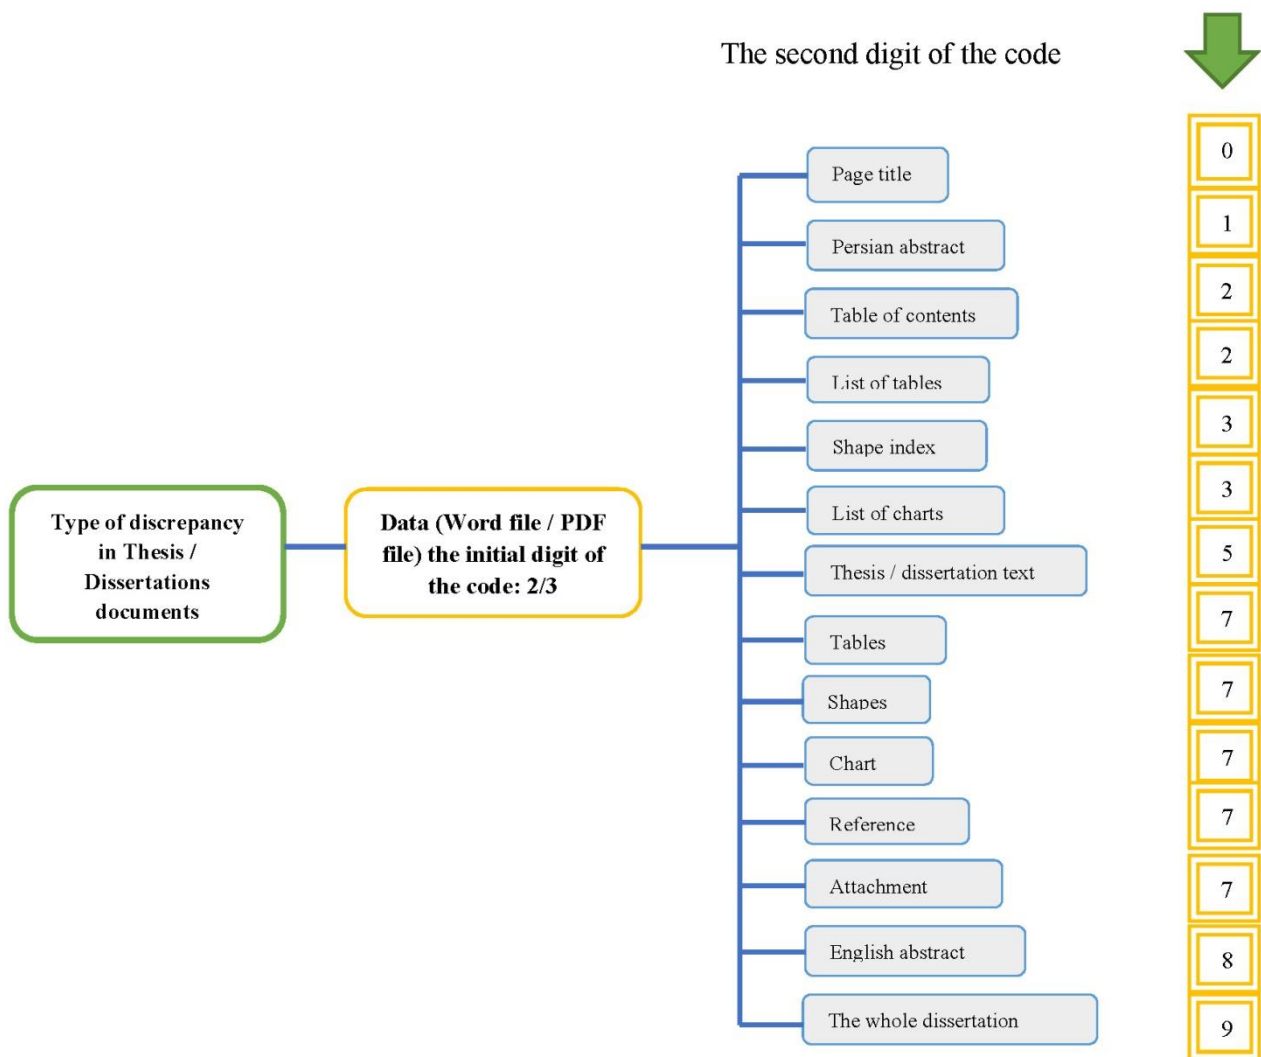 The second digit of the code
Type of discrepancy
in Thesis /
Dissertations
documents
Data (Word file / PDF
file) the initial digit of
the code: 2/3
Page title
0
Persian abstract
1
Table of contents
2
List of tables
2
Shape index
3
List of charts
3
Thesis / dissertation text
5
Tables
7
Shapes
7
Chart
7
Reference
7
Attachment
7
English abstract
8
The whole dissertation
9